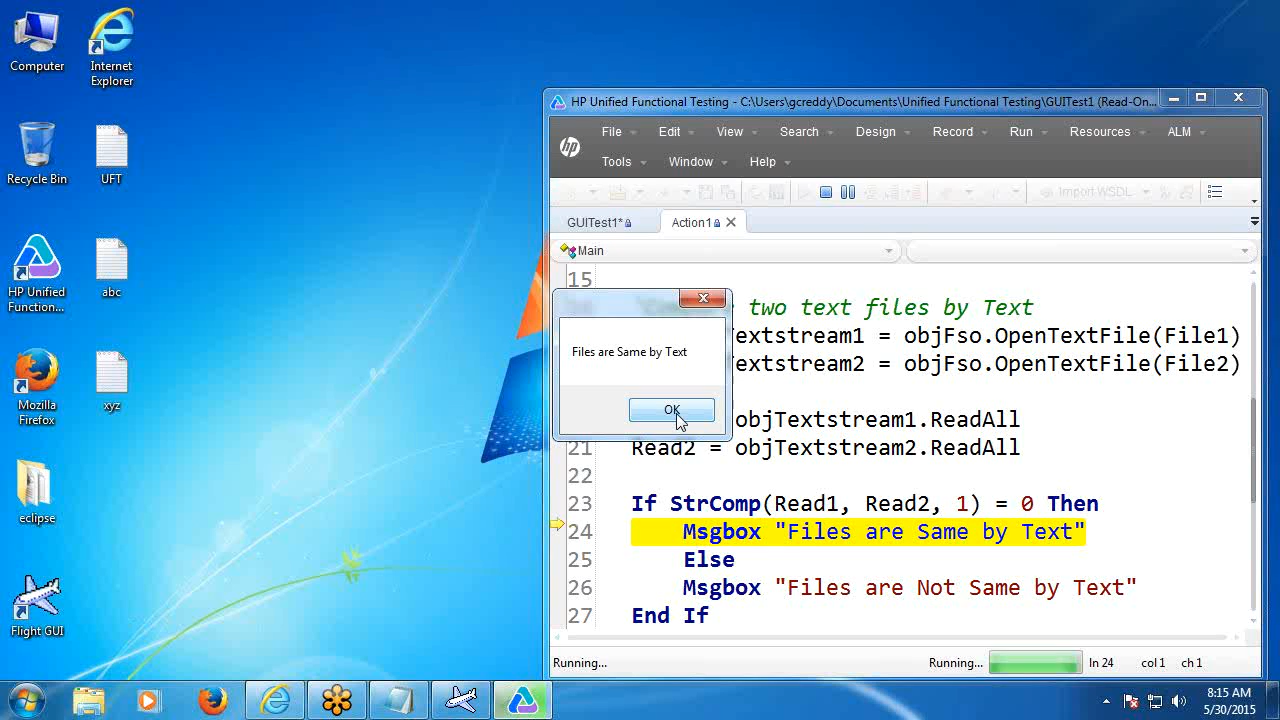 Computer
Internet
Explorer
Recycle Bin
UFT
HP Unified
Function...
abc
Mozilla
Firefox
xyz
eclipse
Flight GUI
HP Unified Functional Testing - C:\Users\gcreddy\Documents\Unified Functional Testing\GUITest1 (Read-On...
hp
File Edit View Search Design Record Run Resources ALM
Tools Window Help
Import WSDL
GUITest1* Action1
Main
15
two text files by Text
Textstream1 = objFso.OpenTextFile(File1)
Textstream2 = objFso.OpenTextFile(File2)
Files are Same by Text
OK
objTextstream1.ReadAll
21 Read2 = objTextstream2.ReadAll
22
23 If StrComp(Read1, Read2, 1) = 0 Then
24 Msgbox "Files are Same by Text"
25 Else
26 Msgbox "Files are Not Same by Text"
27 End If
Running... Running... ln 24 col 1 ch 1
8:15 AM
5/30/2015